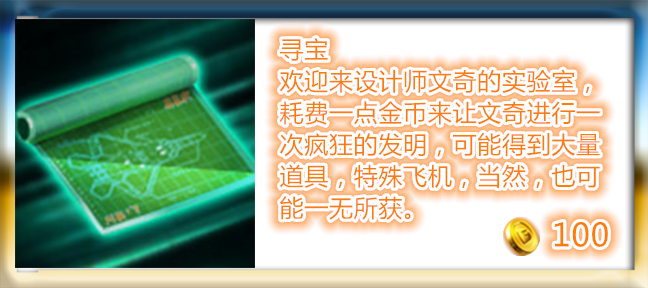 寻宝
欢迎来设计师文奇的实验室，
耗费一点金币来让文奇进行一
次疯狂的发明，可能得到大量
道具，特殊飞机，当然，也可
能一无所获。
100